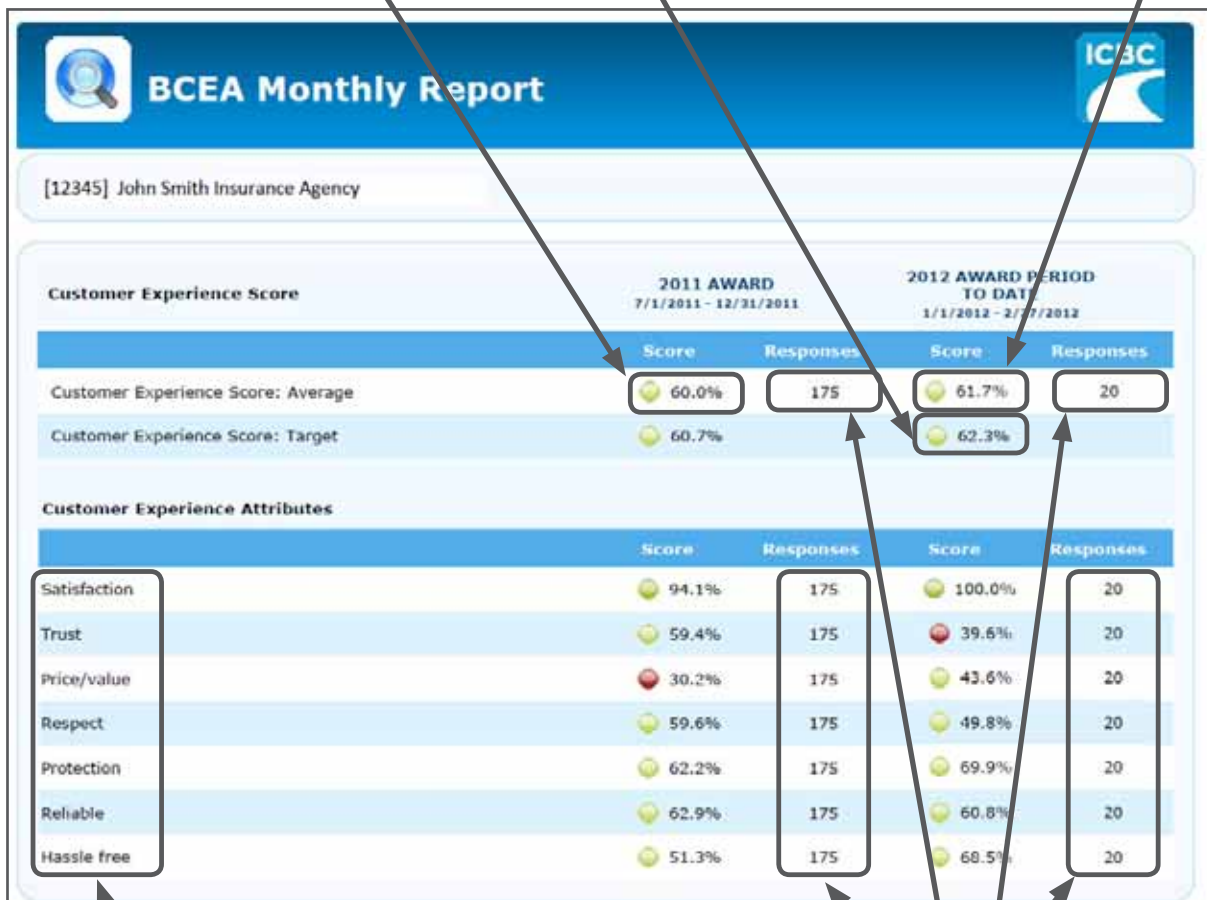 BCEA Monthly Report
ICBC
[12345] John Smith Insurance Agency
Customer Experience Score
2011 AWARD
7/1/2011 - 12/31/2011
2012 AWARD PERIOD
TO DATE
1/1/2012 - 2/27/2012
Score Responses Score Responses
Customer Experience Score: Average 60.0% 175 61.7% 20
Customer Experience Score: Target 60.7% 62.3%
Customer Experience Attributes
Score Responses Score Responses
Satisfaction 94.1% 175 100.0% 20
Trust 59.4% 175 39.6% 20
Price/value 30.2% 175 43.6% 20
Respect 59.6% 175 49.8% 20
Protection 62.2% 175 69.9% 20
Reliable 62.9% 175 60.8% 20
Hassle free 51.3% 175 68.5% 20